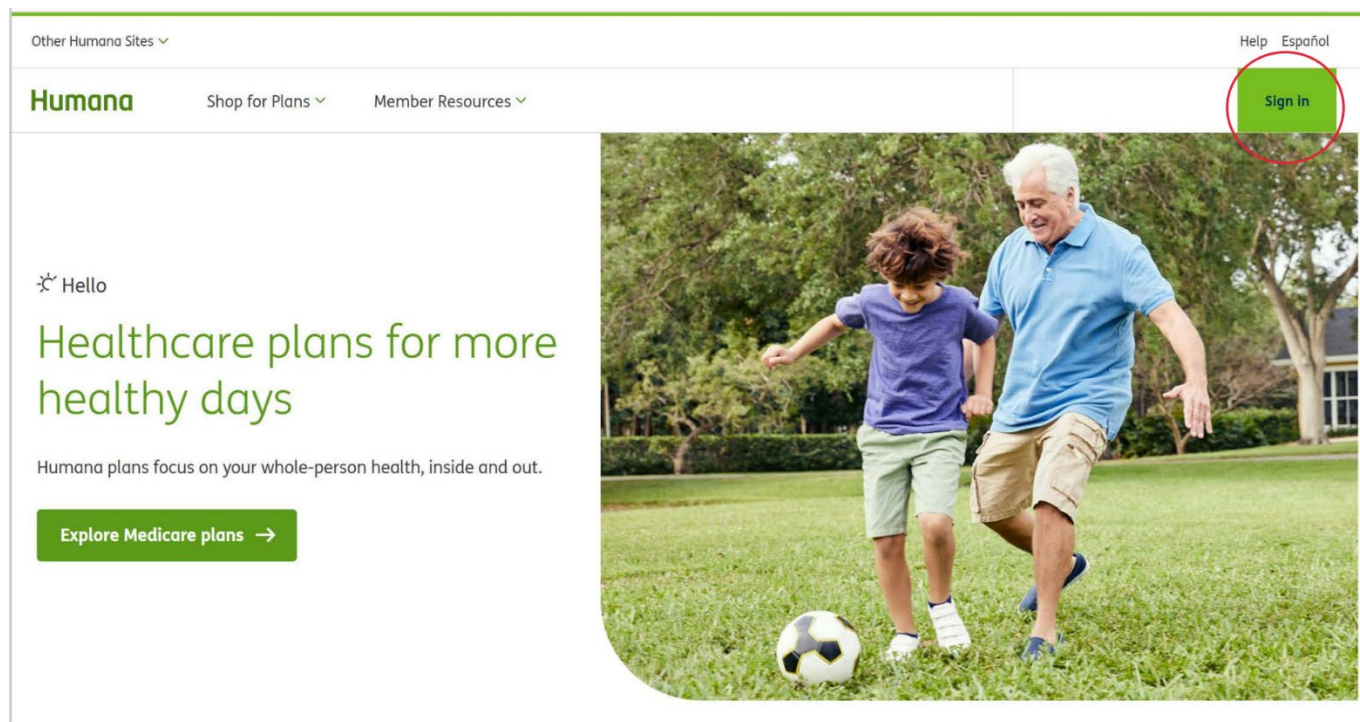 Other Humana Sites
Help Español
Humana
Shop for Plans
Member Resources
Sign in
Hello
Healthcare plans for more
healthy days
Humana plans focus on your whole-person health, inside and out.
Explore Medicare plans →